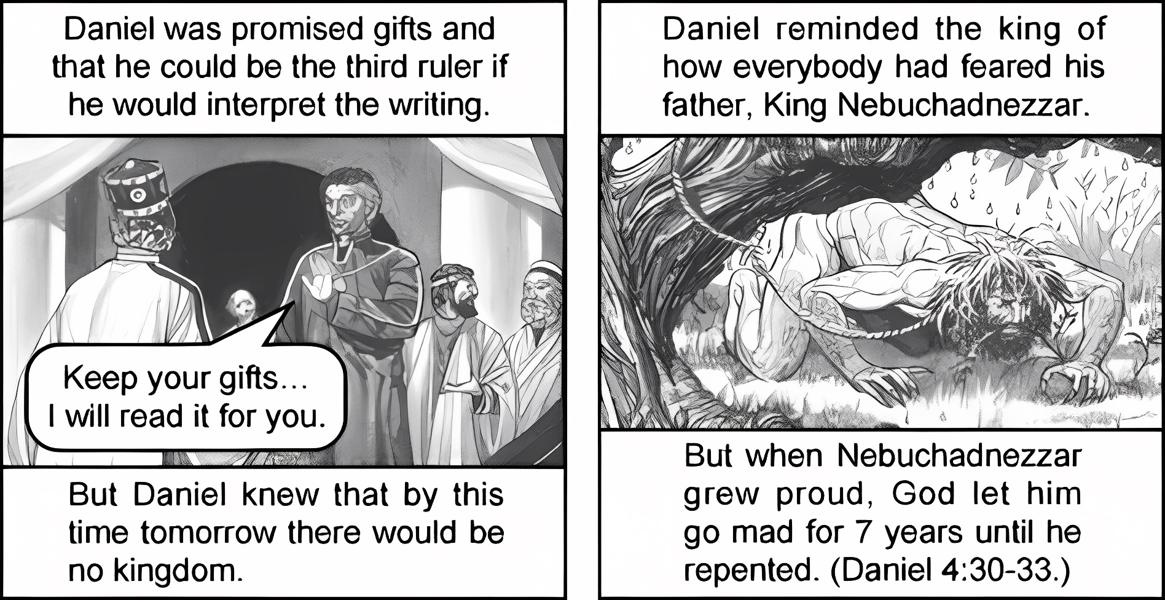 Daniel was promised gifts and
that he could be the third ruler if
he would interpret the writing.
Keep your gifts...
I will read it for you.
But Daniel knew that by this
time tomorrow there would be
no kingdom.
Daniel reminded the king of
how everybody had feared his
father, King Nebuchadnezzar.
But when Nebuchadnezzar
grew proud, God let him
go mad for 7 years until he
repented. (Daniel 4:30-33.)